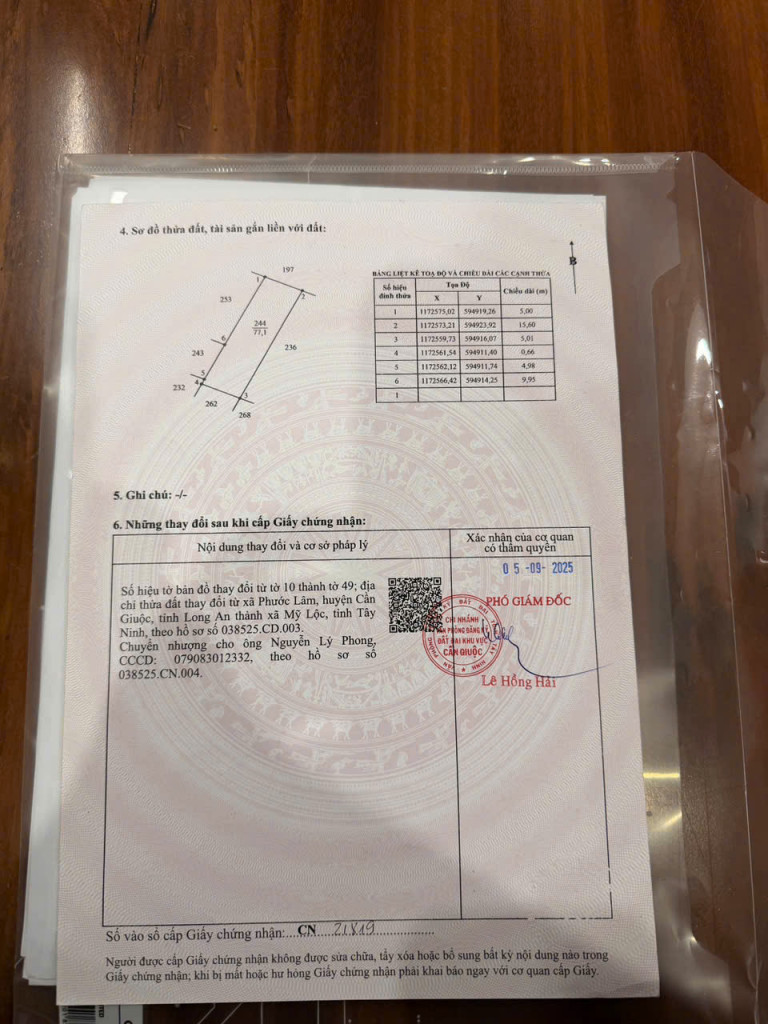 4. Sơ đồ thửa đất, tài sản gắn liền với đất:
B
197
1
2
253
244
77,1
236
6
243
5
232
4
3
262
268
BẢNG LIỆT KÊ TOẠ ĐỘ VÀ CHIỀU DÀI CÁC CẠNH THỬA
Số hiệu đỉnh thửa Tọa Độ Chiều dài (m)
X Y
1 1172575,02 594919,26 5,00
2 1172573,21 594923,92 15,60
3 1172559,73 594916,07 5,01
4 1172561,54 594911,40 0,66
5 1172562,12 594911,74 4,98
6 1172566,42 594914,25 9,95
1
5. Ghi chú: -/-
6. Những thay đổi sau khi cấp Giấy chứng nhận:
Nội dung thay đổi và cơ sở pháp lý
Xác nhận của cơ quan
có thẩm quyền
Số hiệu tờ bản đồ thay đổi từ tờ 10 thành tờ 49; địa
chỉ thửa đất thay đổi từ xã Phước Lâm, huyện Cần
Giuộc, tỉnh Long An thành xã Mỹ Lộc, tỉnh Tây
Ninh, theo hồ sơ số 038525.CD.003.
Chuyển nhượng cho ông Nguyễn Lý Phong,
CCCD: 079083012332, theo hồ sơ số
038525.CN.004.
05-09-2025
PHÓ GIÁM ĐỐC
CHI NHÁNH
VĂN PHÒNG ĐĂNG KÝ
ĐẤT ĐAI KHU VỰC
CẦN GIUỘC
Lê Hồng Hải
Số vào sổ cấp Giấy chứng nhận:....CN 21819
Người được cấp Giấy chứng nhận không được sửa chữa, tẩy xóa hoặc bổ sung bất kỳ nội dung nào trong
Giấy chứng nhận; khi bị mất hoặc hư hỏng Giấy chứng nhận phải khai báo ngay với cơ quan cấp Giấy.